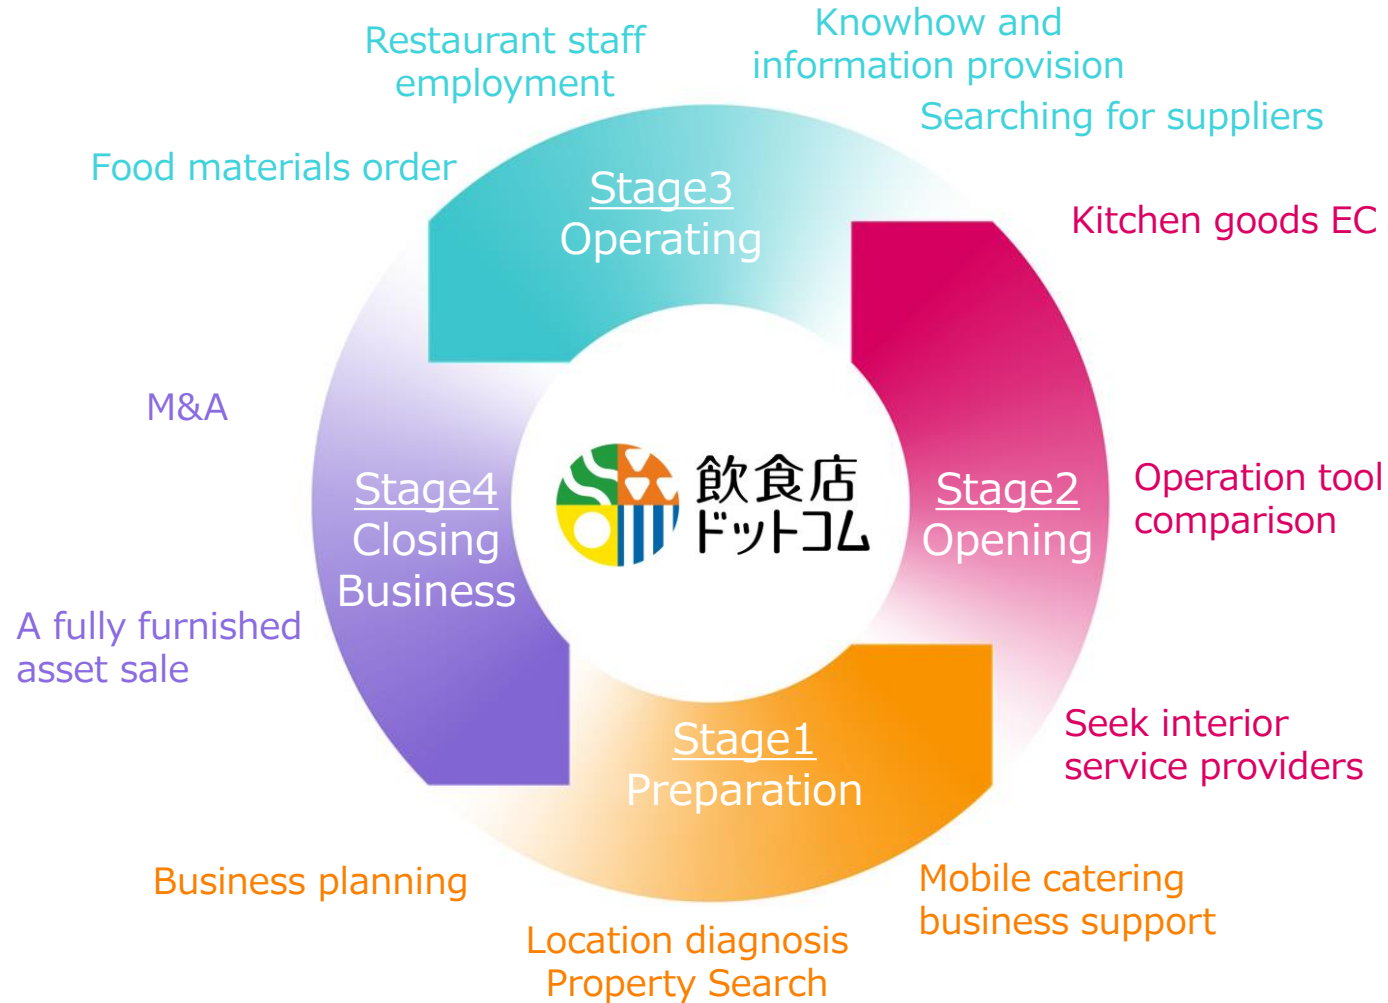 Restaurant staff
employment
Knowhow and
information provision
Searching for suppliers
Food materials order
Stage3
Operating
Kitchen goods EC
M&A
Stage4
Closing
Business
飲食店
ドットコム
Stage2
Opening
Operation tool
comparison
A fully furnished
asset sale
Stage1
Preparation
Seek interior
service providers
Business planning
Mobile catering
business support
Location diagnosis
Property Search